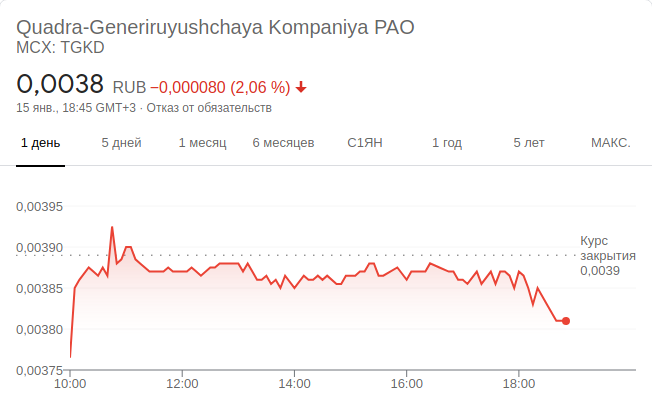 Quadra-Generiruyushchaya Kompaniya PAO
MCX: TGKD
0,0038 RUB −0,000080 (2,06 %)
15 янв., 18:45 GMT+3 · Отказ от обязательств
1 день 5 дней 1 месяц 6 месяцев С1ЯН 1 год 5 лет МАКС.
0,00395
0,00390
0,00385
0,00380
0,00375
Курс
закрытия
0,0039
10:00 12:00 14:00 16:00 18:00